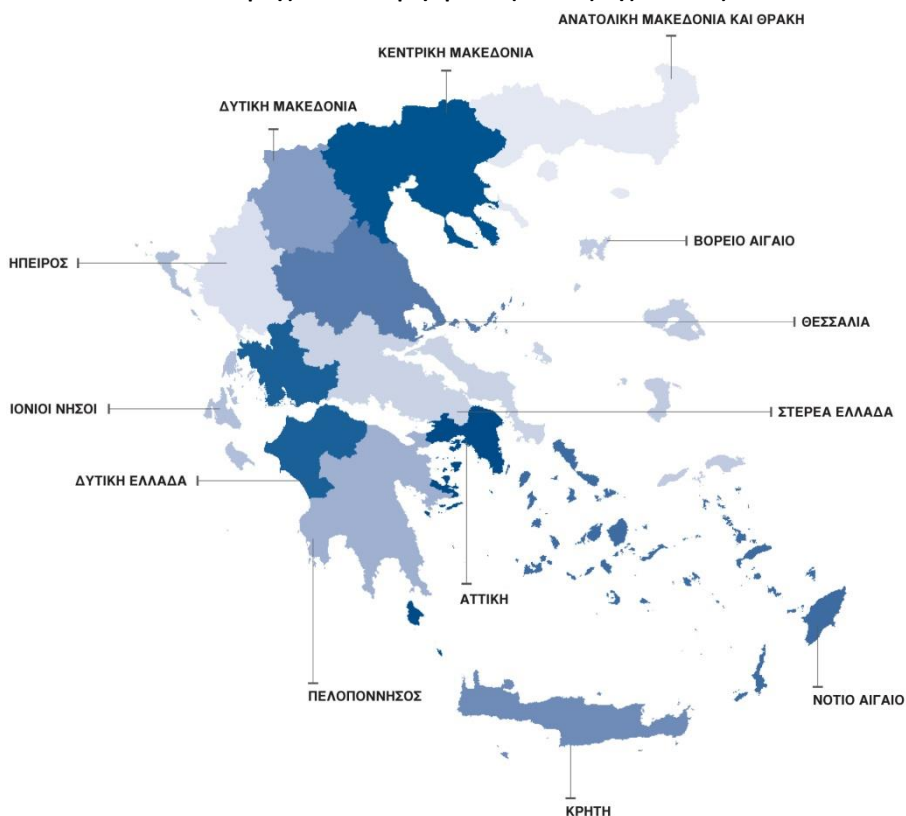 ΑΝΑΤΟΛΙΚΗ ΜΑΚΕΔΟΝΙΑ ΚΑΙ ΘΡΑΚΗ
ΚΕΝΤΡΙΚΗ ΜΑΚΕΔΟΝΙΑ
ΔΥΤΙΚΗ ΜΑΚΕΔΟΝΙΑ
ΒΟΡΕΙΟ ΑΙΓΑΙΟ
ΗΠΕΙΡΟΣ
ΘΕΣΣΑΛΙΑ
ΙΟΝΙΟΙ ΝΗΣΟΙ
ΣΤΕΡΕΑ ΕΛΛΑΔΑ
ΔΥΤΙΚΗ ΕΛΛΑΔΑ
ΑΤΤΙΚΗ
ΠΕΛΟΠΟΝΝΗΣΟΣ
ΝΟΤΙΟ ΑΙΓΑΙΟ
ΚΡΗΤΗ